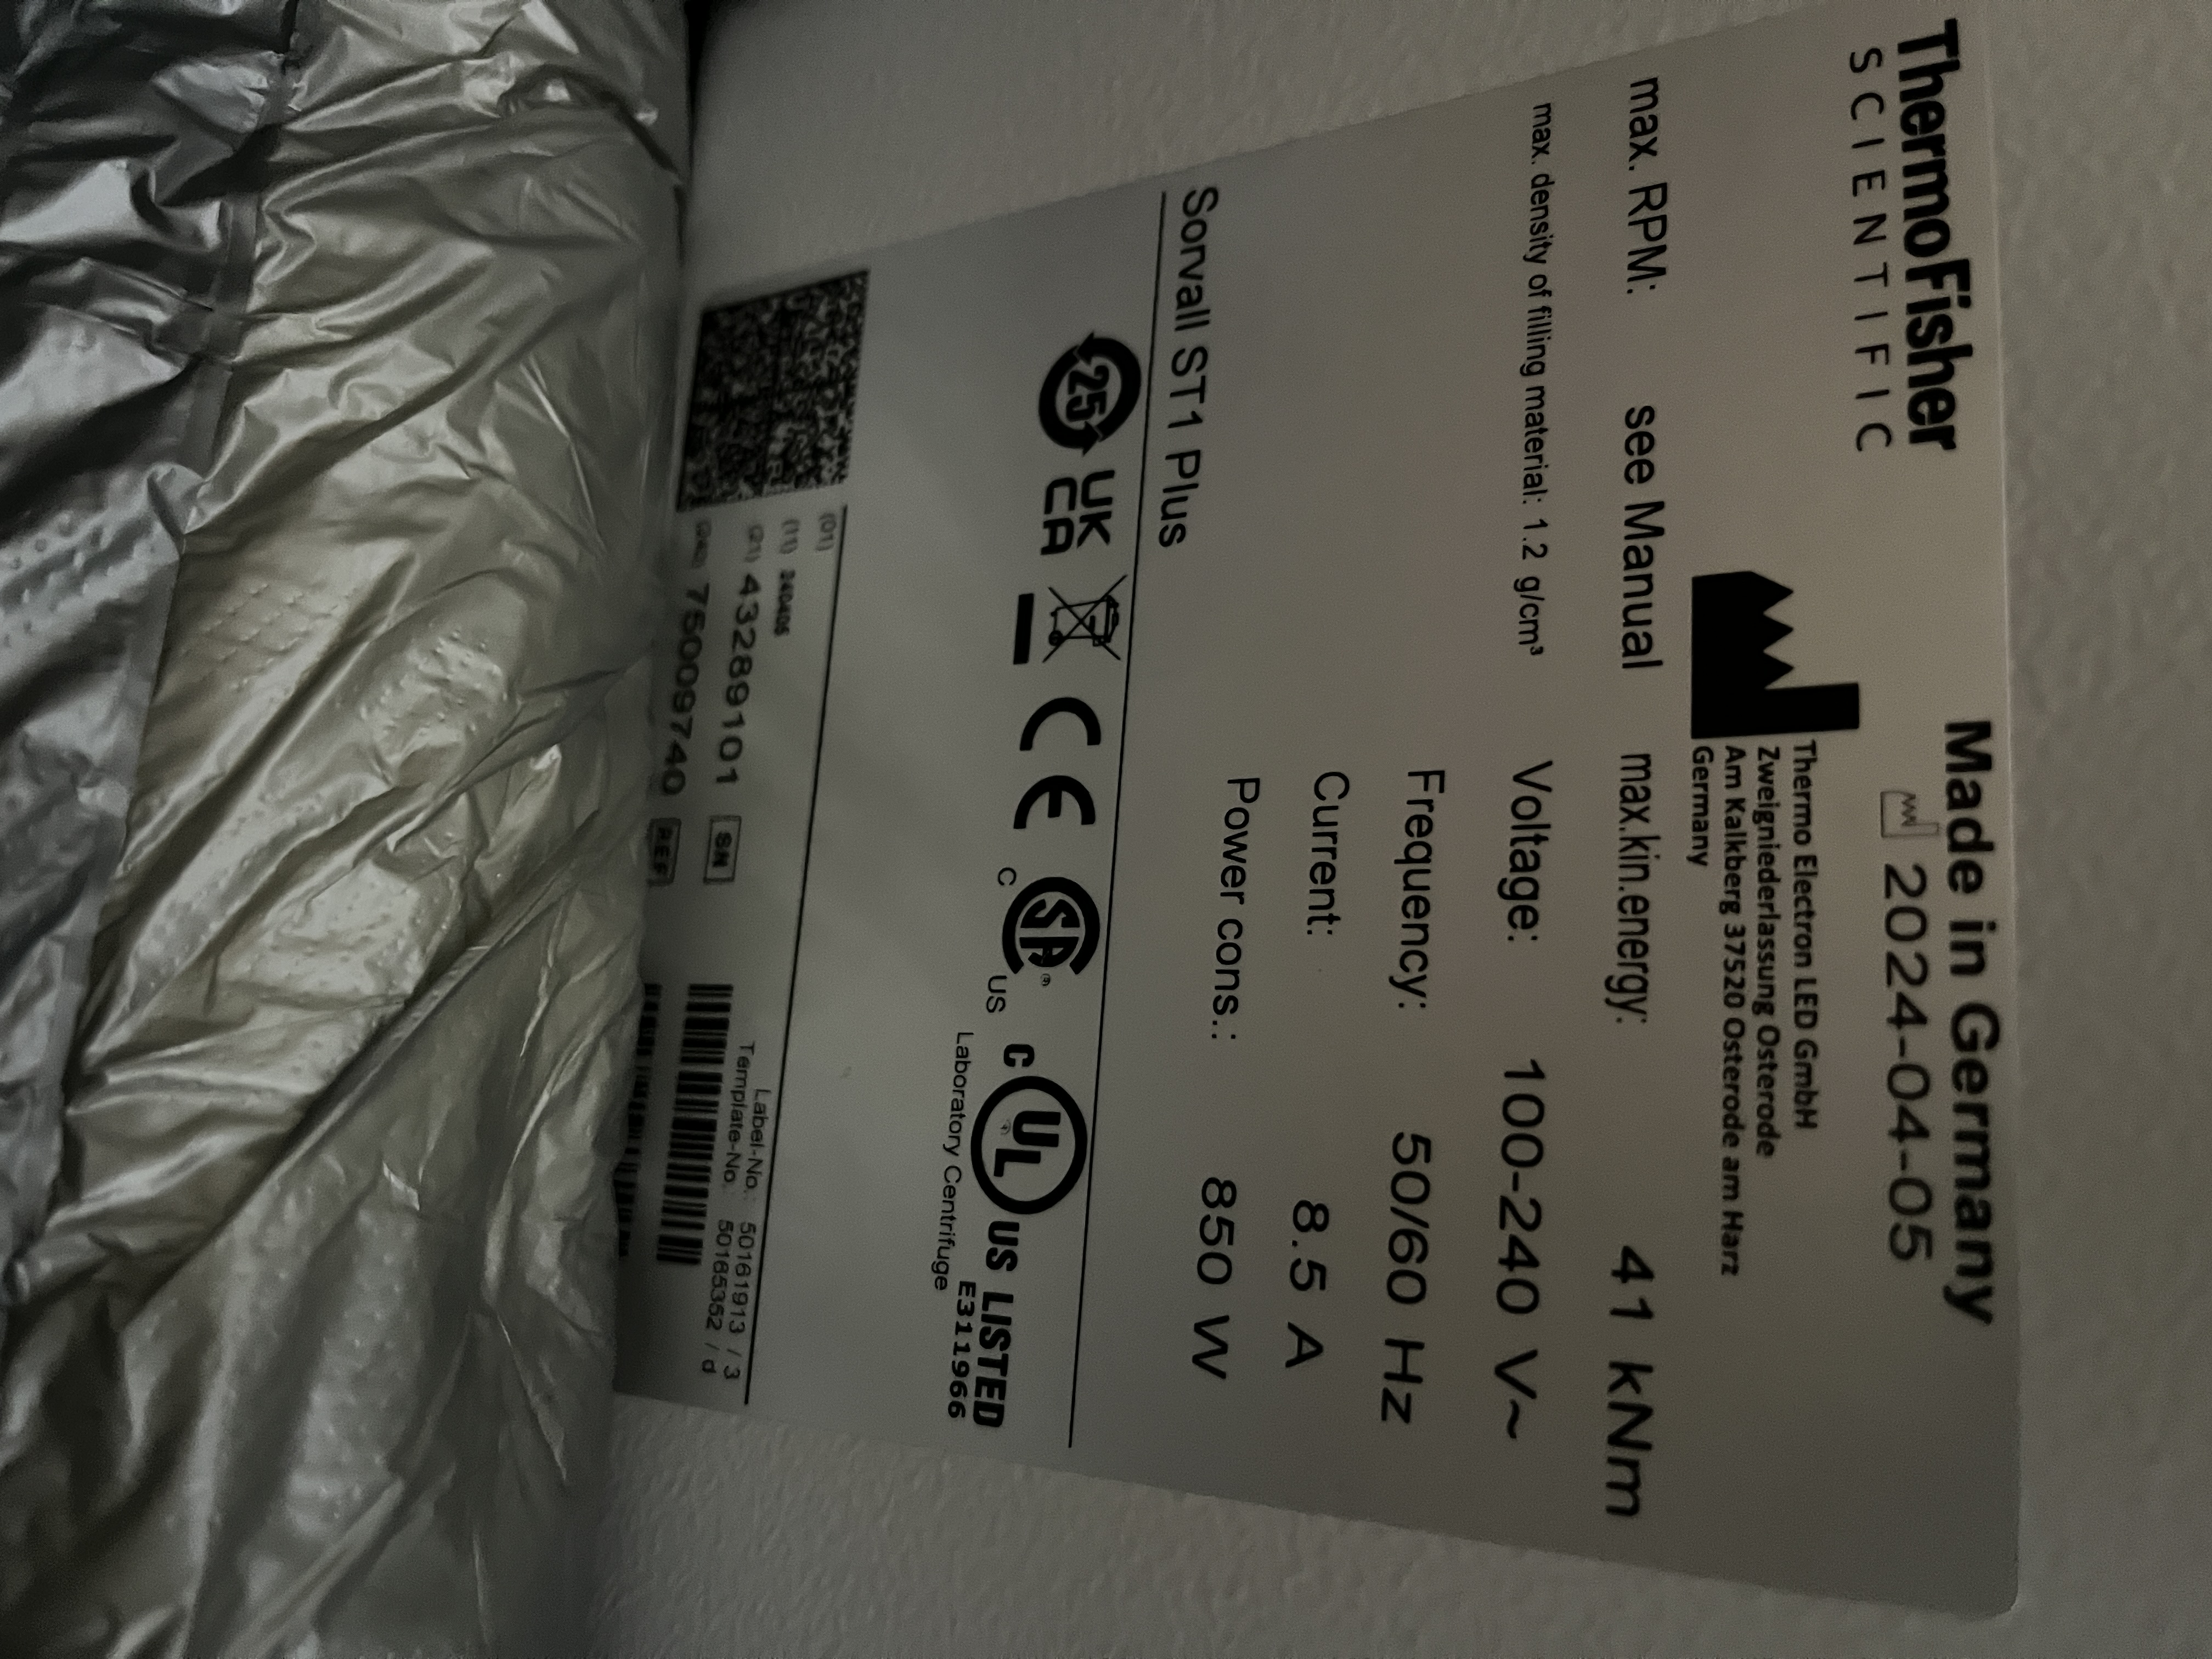 ThermoFisher
SCIENTIFIC
Made in Germany
2024-04-05
Thermo Electron LED GmbH
Zweigniederlassung Osterode
Am Kalkberg 37520 Osterode am Harz
Germany
max. RPM: see Manual max.kin.energy: 41 kNm
max. density of filling material: 1.2 g/cm³ Voltage: 100-240 V~
Frequency: 50/60 Hz
Current: 8.5 A
Power cons.: 850 W
Sorvall ST1 Plus
25
UK
CA
CE
C SA® US
C UL® US LISTED
Laboratory Centrifuge E311966
(01)
(11) 240405
(21) 43289101 SN
(240) 75009740 REF
Label-No. 50161913 / 3
Template-No. 50165352 / d